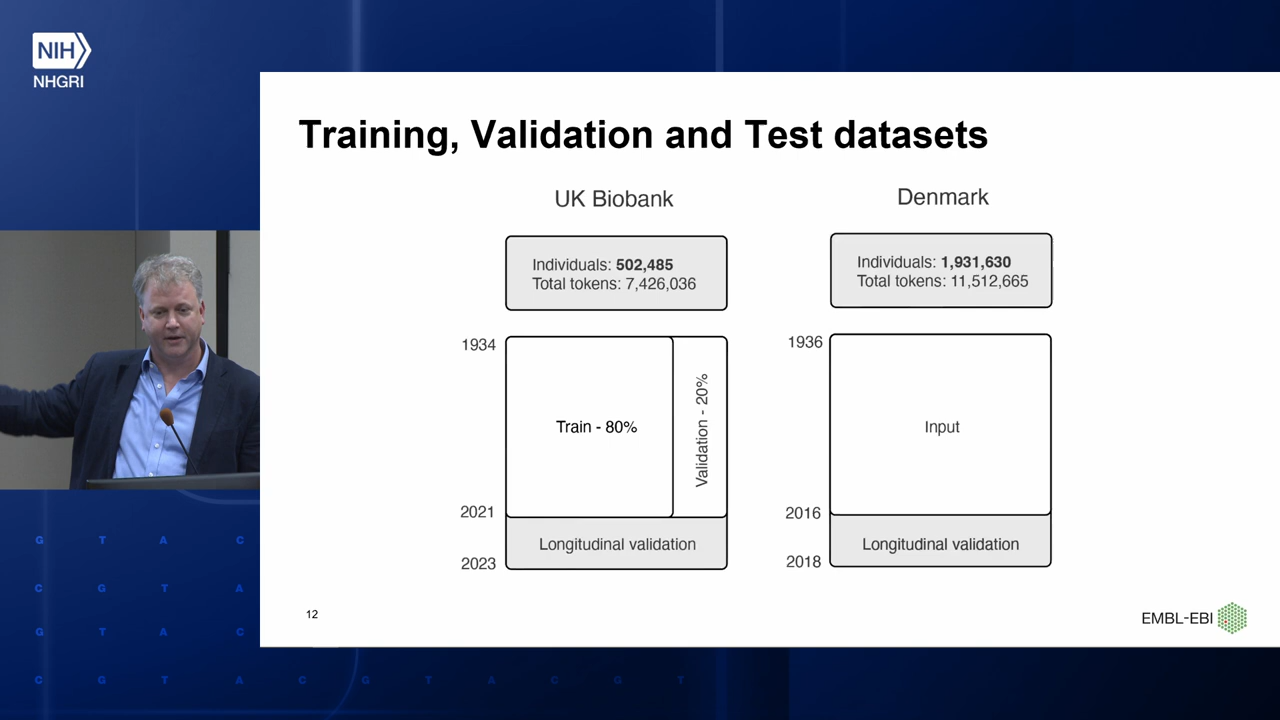 NIH
NHGRI
Training, Validation and Test datasets
UK Biobank
Individuals: 502,485
Total tokens: 7,426,036
1934
Train - 80%
Validation - 20%
2021
Longitudinal validation
2023
Denmark
Individuals: 1,931,630
Total tokens: 11,512,665
1936
Input
2016
Longitudinal validation
2018
12
EMBL-EBI
G T A C
C G T A
G T A C
C G T A C G T A C G T